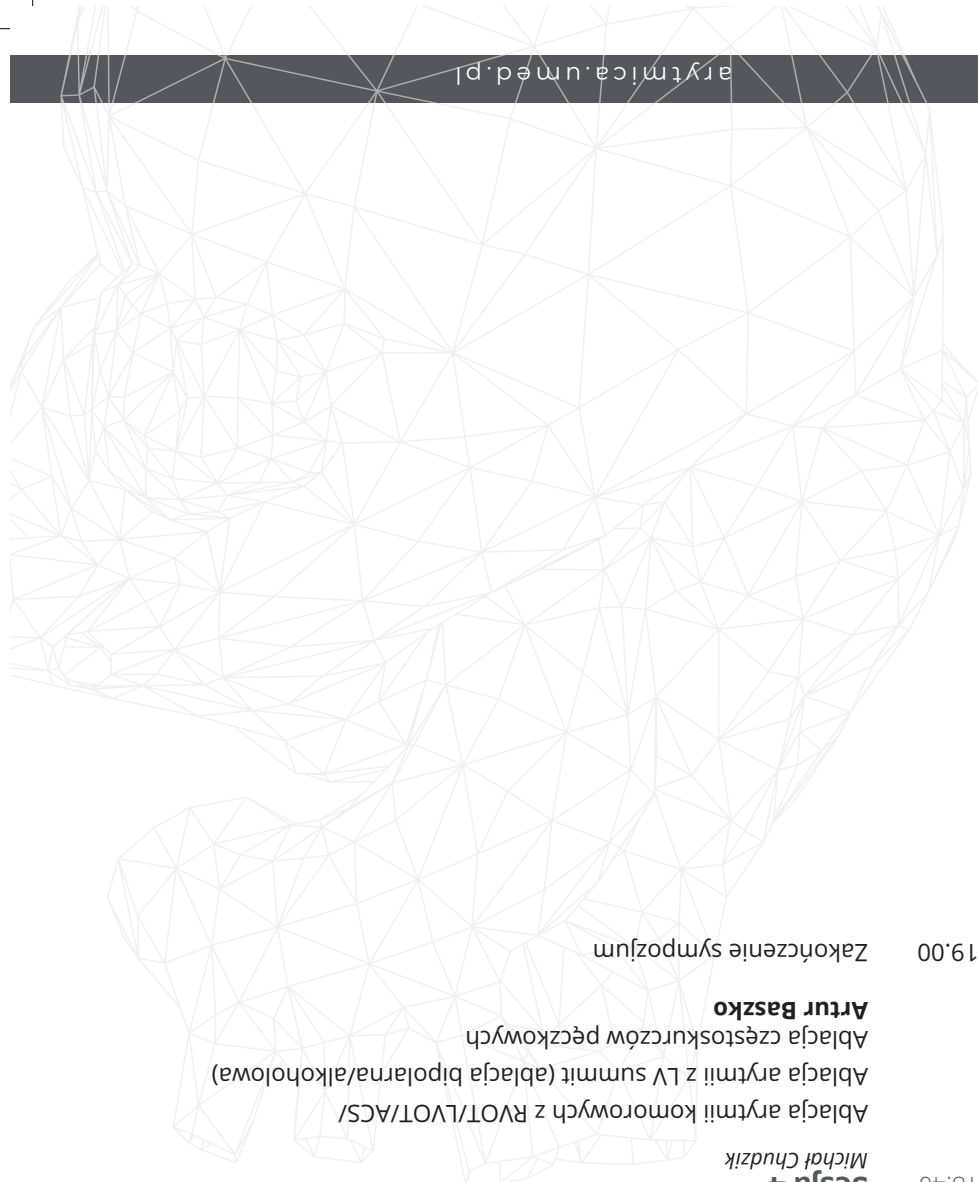 18.40 Sesja 4
Michał Chudzik
Ablacja arytmii komorowych z RVOT/LVOT/ACS/
Ablacja arytmii z LV summit (ablacja bipolarna/alkoholowa)
Ablacja częstoskurczów pęczkowych
Artur Baszko
19.00 Zakończenie sympozjum
arytmica.umed.pl